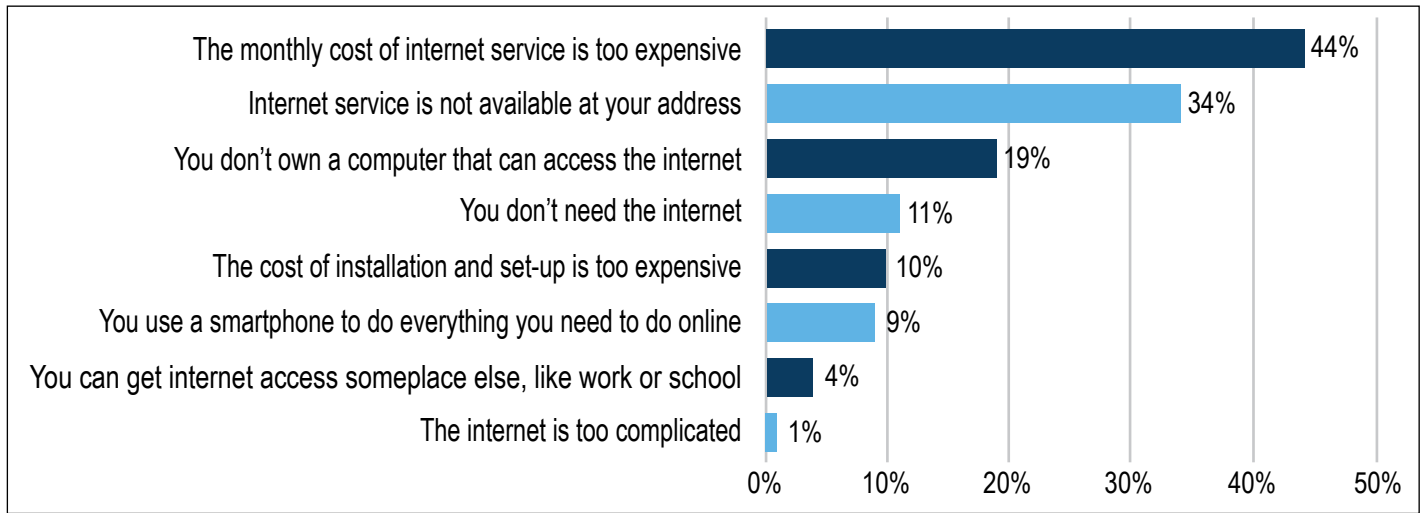 The monthly cost of internet service is too expensive 44%
Internet service is not available at your address 34%
You don’t own a computer that can access the internet 19%
You don’t need the internet 11%
The cost of installation and set-up is too expensive 10%
You use a smartphone to do everything you need to do online 9%
You can get internet access someplace else, like work or school 4%
The internet is too complicated 1%
0% 10% 20% 30% 40% 50%